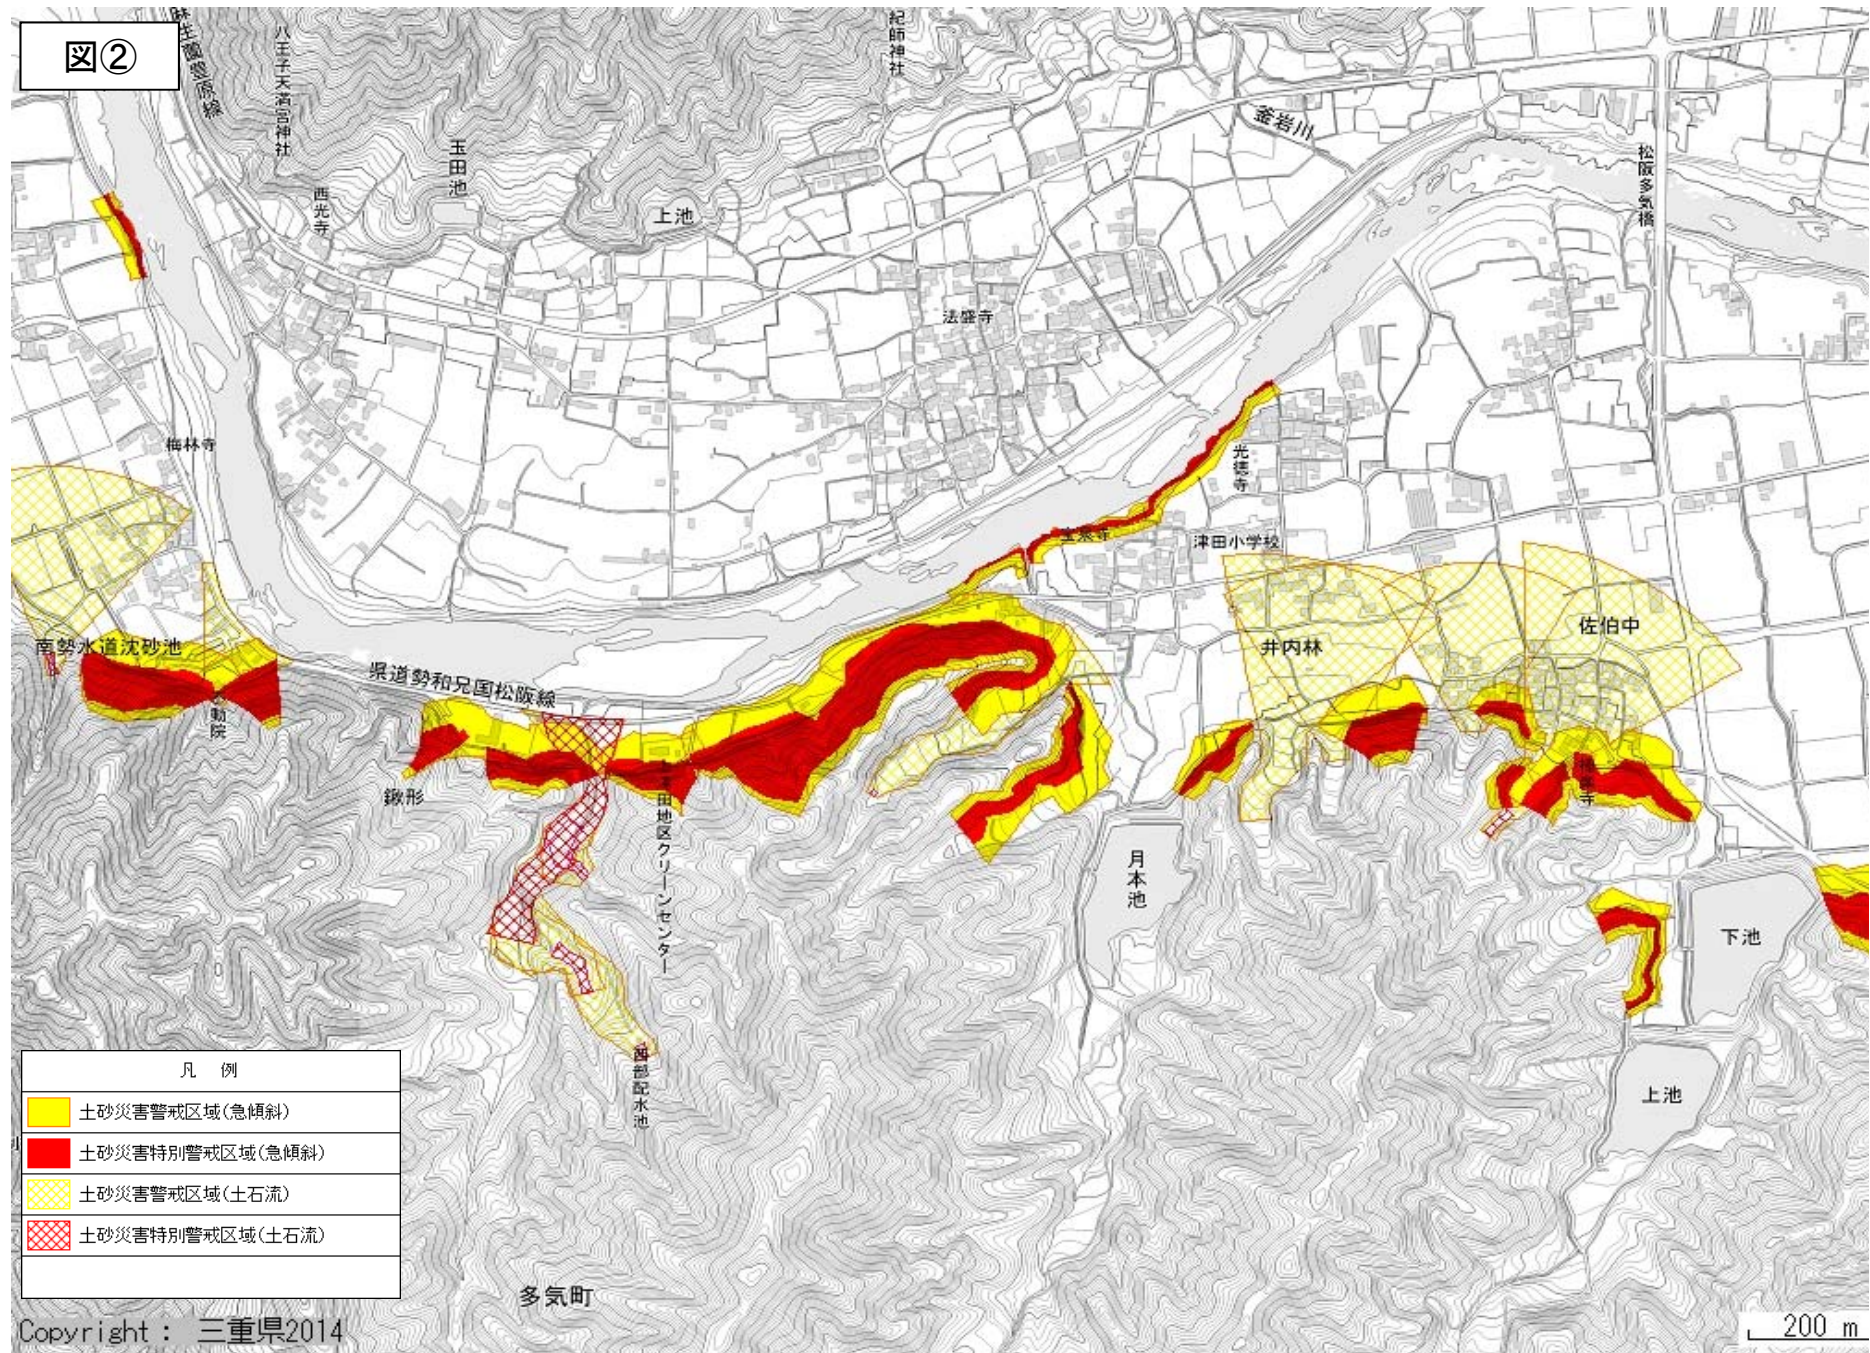 図②
八王子天満宮神社
紀師神社
釜岩川
玉田池
西光寺
上池
松阪多気橋
法盛寺
梅林寺
光徳寺
津田小学校
南勢水道沈砂池
県道勢和兄国松阪線
井内林
佐伯中
鍬形
月本池
下池
西部配水池
上池
凡 例
土砂災害警戒区域(急傾斜)
土砂災害特別警戒区域(急傾斜)
土砂災害警戒区域(土石流)
土砂災害特別警戒区域(土石流)
多気町
Copyright : 三重県2014
200 m